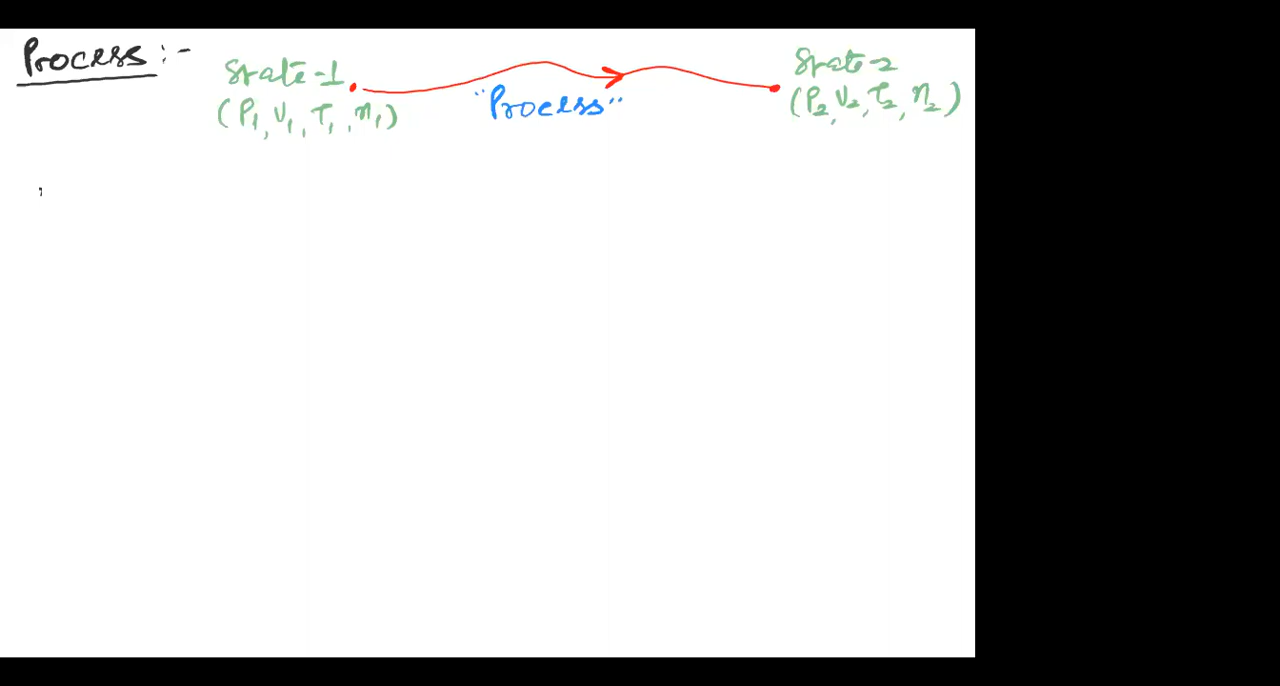 Process :-
State-1
State-2
"Process"
(P₁, V₁, T₁, n₁)
(P₂, V₂, T₂, n₂)